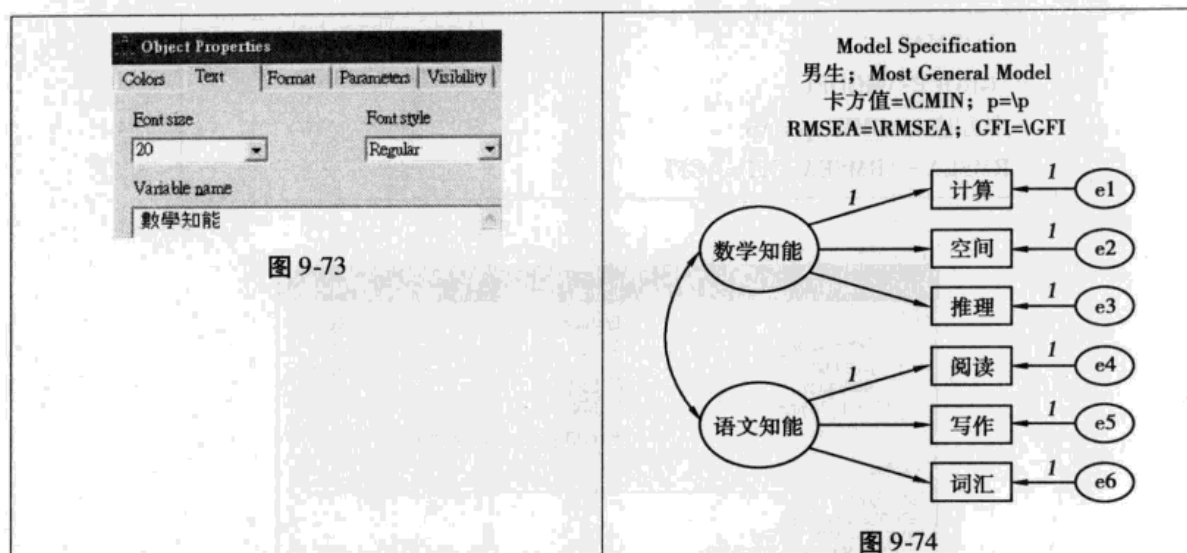 Object Properties
Colors Text Format Parameters Visibility
Font size Font style
20 Regular
Variable name
數學知能
图 9-73
Model Specification
男生；Most General Model
卡方值=\CMIN；p=\p
RMSEA=\RMSEA；GFI=\GFI
1 计算 1 e1
数学知能 空间 1 e2
推理 1 e3
1 阅读 1 e4
语文知能 写作 1 e5
词汇 1 e6
图 9-74